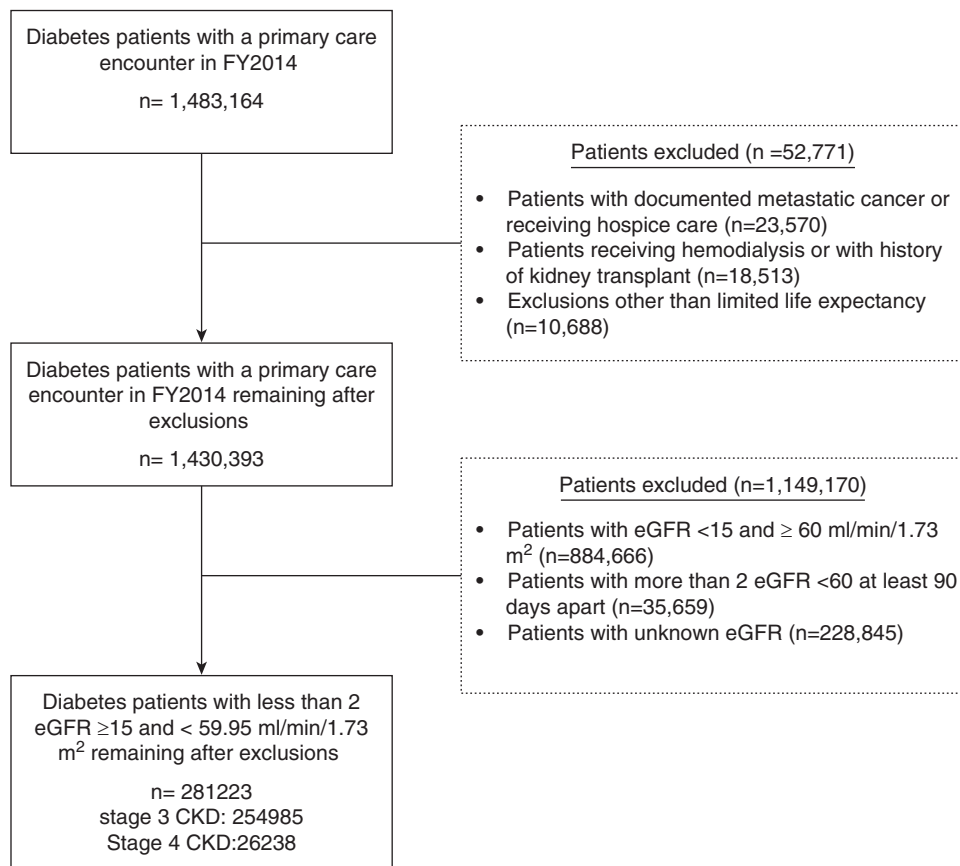 Diabetes patients with a primary care
encounter in FY2014
n= 1,483,164
Patients excluded (n =52,771)
• Patients with documented metastatic cancer or
receiving hospice care (n=23,570)
• Patients receiving hemodialysis or with history
of kidney transplant (n=18,513)
• Exclusions other than limited life expectancy
(n=10,688)
Diabetes patients with a primary care
encounter in FY2014 remaining after
exclusions
n= 1,430,393
Patients excluded (n=1,149,170)
• Patients with eGFR <15 and ≥ 60 ml/min/1.73
m² (n=884,666)
• Patients with more than 2 eGFR <60 at least 90
days apart (n=35,659)
• Patients with unknown eGFR (n=228,845)
Diabetes patients with less than 2
eGFR ≥15 and < 59.95 ml/min/1.73
m² remaining after exclusions
n= 281223
stage 3 CKD: 254985
Stage 4 CKD:26238